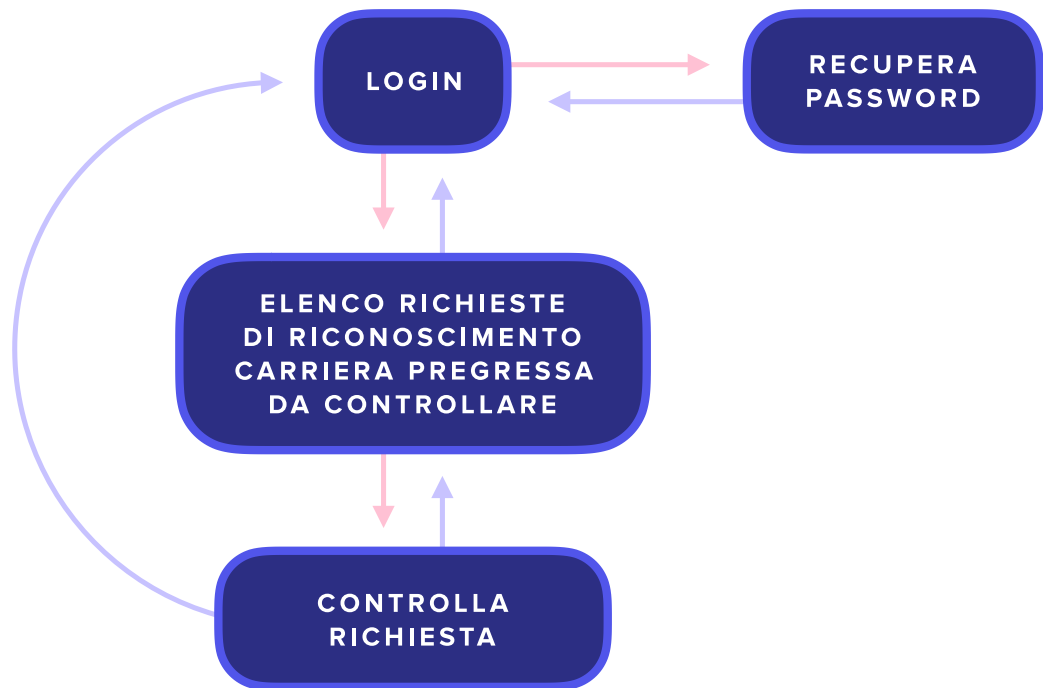 LOGIN
RECUPERA
PASSWORD
ELENCO RICHIESTE
DI RICONOSCIMENTO
CARRIERA PREGRESSA
DA CONTROLLARE
CONTROLLA
RICHIESTA